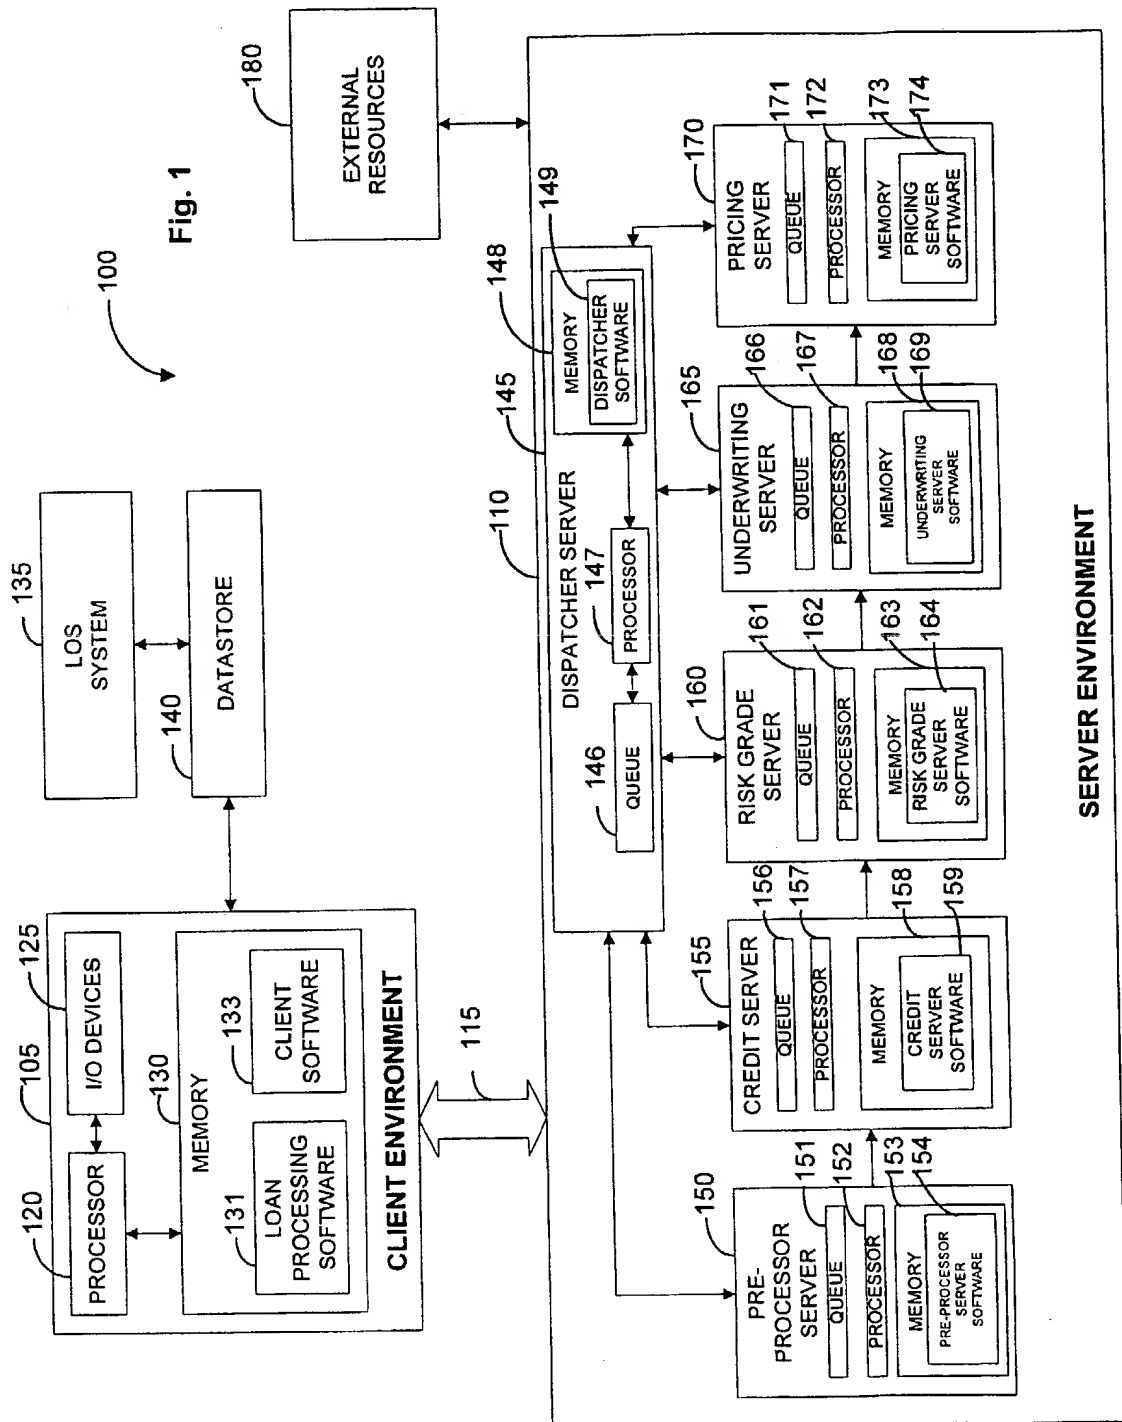 Fig. 1
100
105
120
PROCESSOR
125
I/O DEVICES
130
MEMORY
131
LOAN
PROCESSING
SOFTWARE
133
CLIENT
SOFTWARE
CLIENT ENVIRONMENT
135
LOS
SYSTEM
140
DATASTORE
115
180
EXTERNAL
RESOURCES
110
145
DISPATCHER SERVER
146
QUEUE
147
PROCESSOR
148
MEMORY
149
DISPATCHER
SOFTWARE
150
PRE-
PROCESSOR
SERVER
151
QUEUE
152
PROCESSOR
153
MEMORY
154
PRE-PROCESSOR
SERVER
SOFTWARE
155
CREDIT SERVER
156
QUEUE
157
PROCESSOR
158
MEMORY
159
CREDIT
SERVER
SOFTWARE
160
RISK GRADE
SERVER
161
QUEUE
162
PROCESSOR
163
MEMORY
164
RISK GRADE
SERVER
SOFTWARE
165
UNDERWRITING
SERVER
166
QUEUE
167
PROCESSOR
168
MEMORY
169
UNDERWRITING
SERVER
SOFTWARE
170
PRICING
SERVER
171
QUEUE
172
PROCESSOR
173
MEMORY
174
PRICING
SERVER
SOFTWARE
SERVER ENVIRONMENT